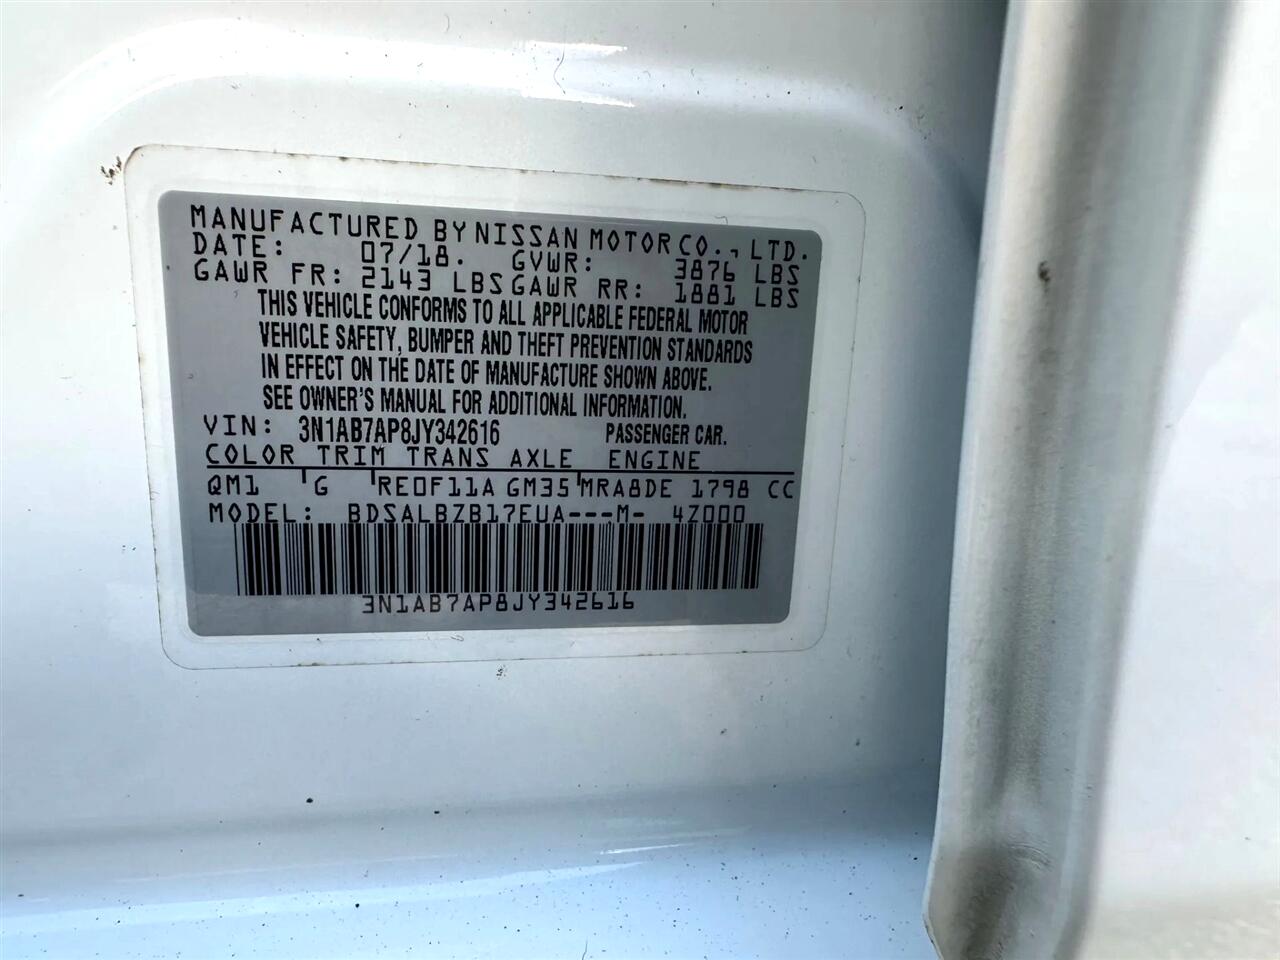 MANUFACTURED BY NISSAN MOTOR CO., LTD.
DATE: 07/18. GVWR: 3876 LBS
GAWR FR: 2143 LBS GAWR RR: 1881 LBS
THIS VEHICLE CONFORMS TO ALL APPLICABLE FEDERAL MOTOR
VEHICLE SAFETY, BUMPER AND THEFT PREVENTION STANDARDS
IN EFFECT ON THE DATE OF MANUFACTURE SHOWN ABOVE.
SEE OWNER'S MANUAL FOR ADDITIONAL INFORMATION.
VIN: 3N1AB7AP8JY342616 PASSENGER CAR.
COLOR TRIM TRANS AXLE ENGINE
QM1 G RE0F11A GM35 MRA8DE 1798 CC
MODEL: BDSALBZB17EUA---M- 4Z000
3N1AB7AP8JY342616